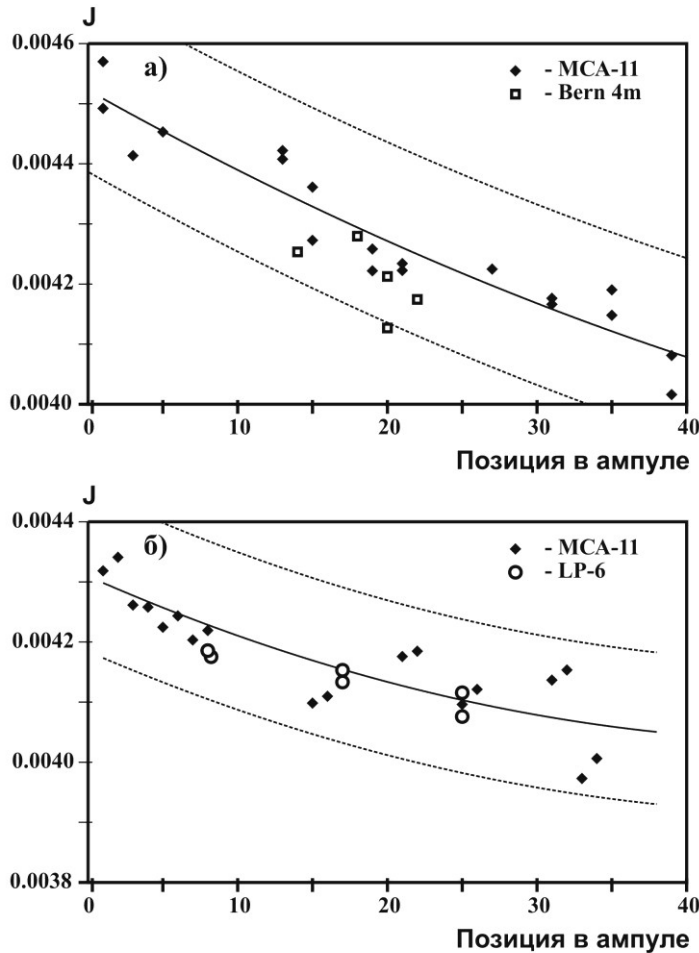 J
0.0046
а)
- MCA-11
- Bern 4m
0.0044
0.0042
0.0040
0 10 20 30 40
Позиция в ампуле
J
0.0044
б)
- MCA-11
- LP-6
0.0042
0.0040
0.0038
0 10 20 30 40
Позиция в ампуле